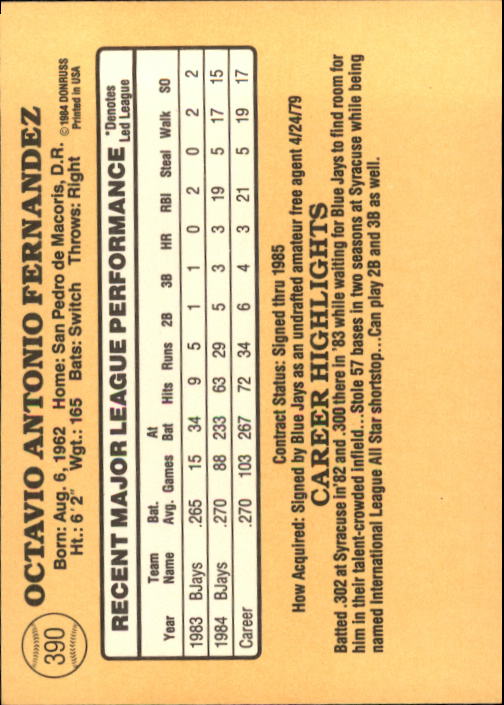 390
OCTAVIO ANTONIO FERNANDEZ
Born: Aug. 6, 1962 Home: San Pedro de Macoris, D.R.
Ht.: 6'2" Wgt.: 165 Bats: Switch Throws: Right
©1984 DONRUSS
Printed in USA
RECENT MAJOR LEAGUE PERFORMANCE
*Denotes
Led League
Team Bat. At
Year Name Avg. Games Bat Hits Runs 2B 3B HR RBI Steal Walk SO
1983 BJays .265 15 34 9 5 1 1 0 2 0 2 2
1984 BJays .270 88 233 63 29 5 3 3 19 5 17 15
Career .270 103 267 72 34 6 4 3 21 5 19 17
Contract Status: Signed thru 1985
How Acquired: Signed by Blue Jays as an undrafted amateur free agent 4/24/79
CAREER HIGHLIGHTS
Batted .302 at Syracuse in '82 and .300 there in '83 while waiting for Blue Jays to find room for
him in their talent-crowded infield...Stole 57 bases in two seasons at Syracuse while being
named International League All Star shortstop...Can play 2B and 3B as well.